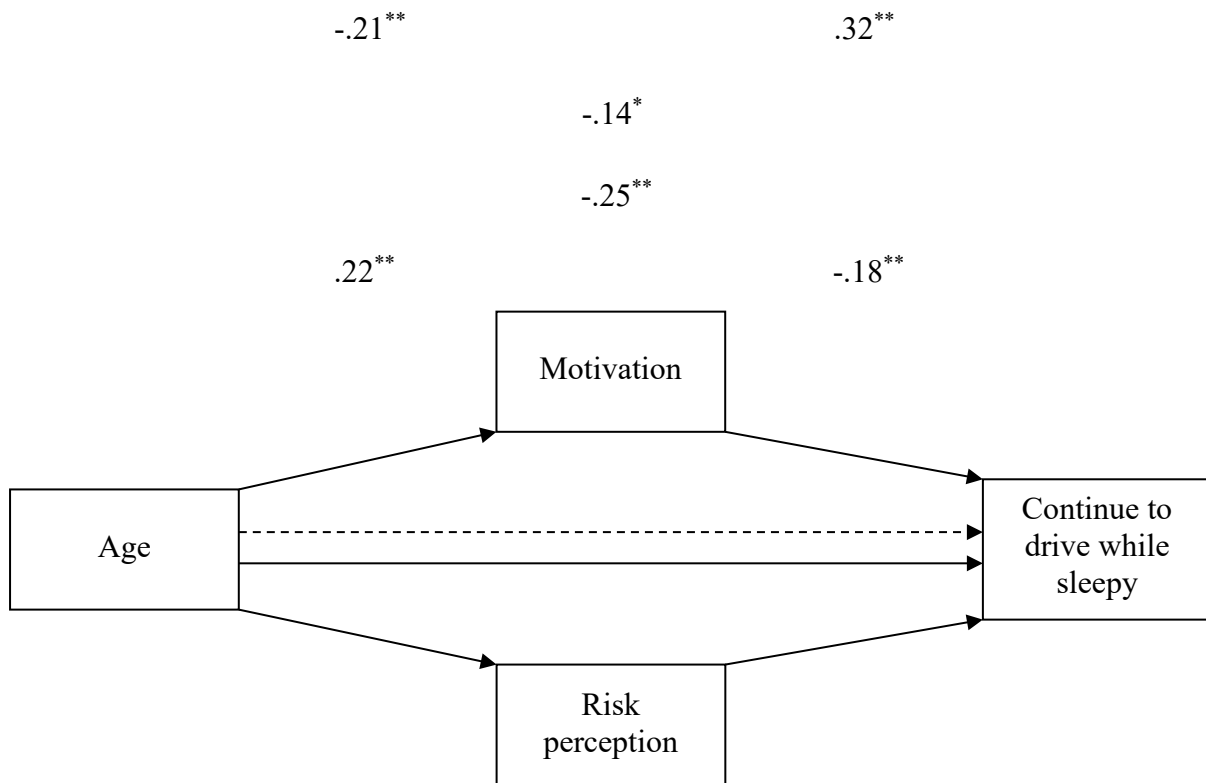 -.21** .32**
-.14*
-.25**
.22** -.18**
Motivation
Age
Continue to
drive while
sleepy
Risk
perception